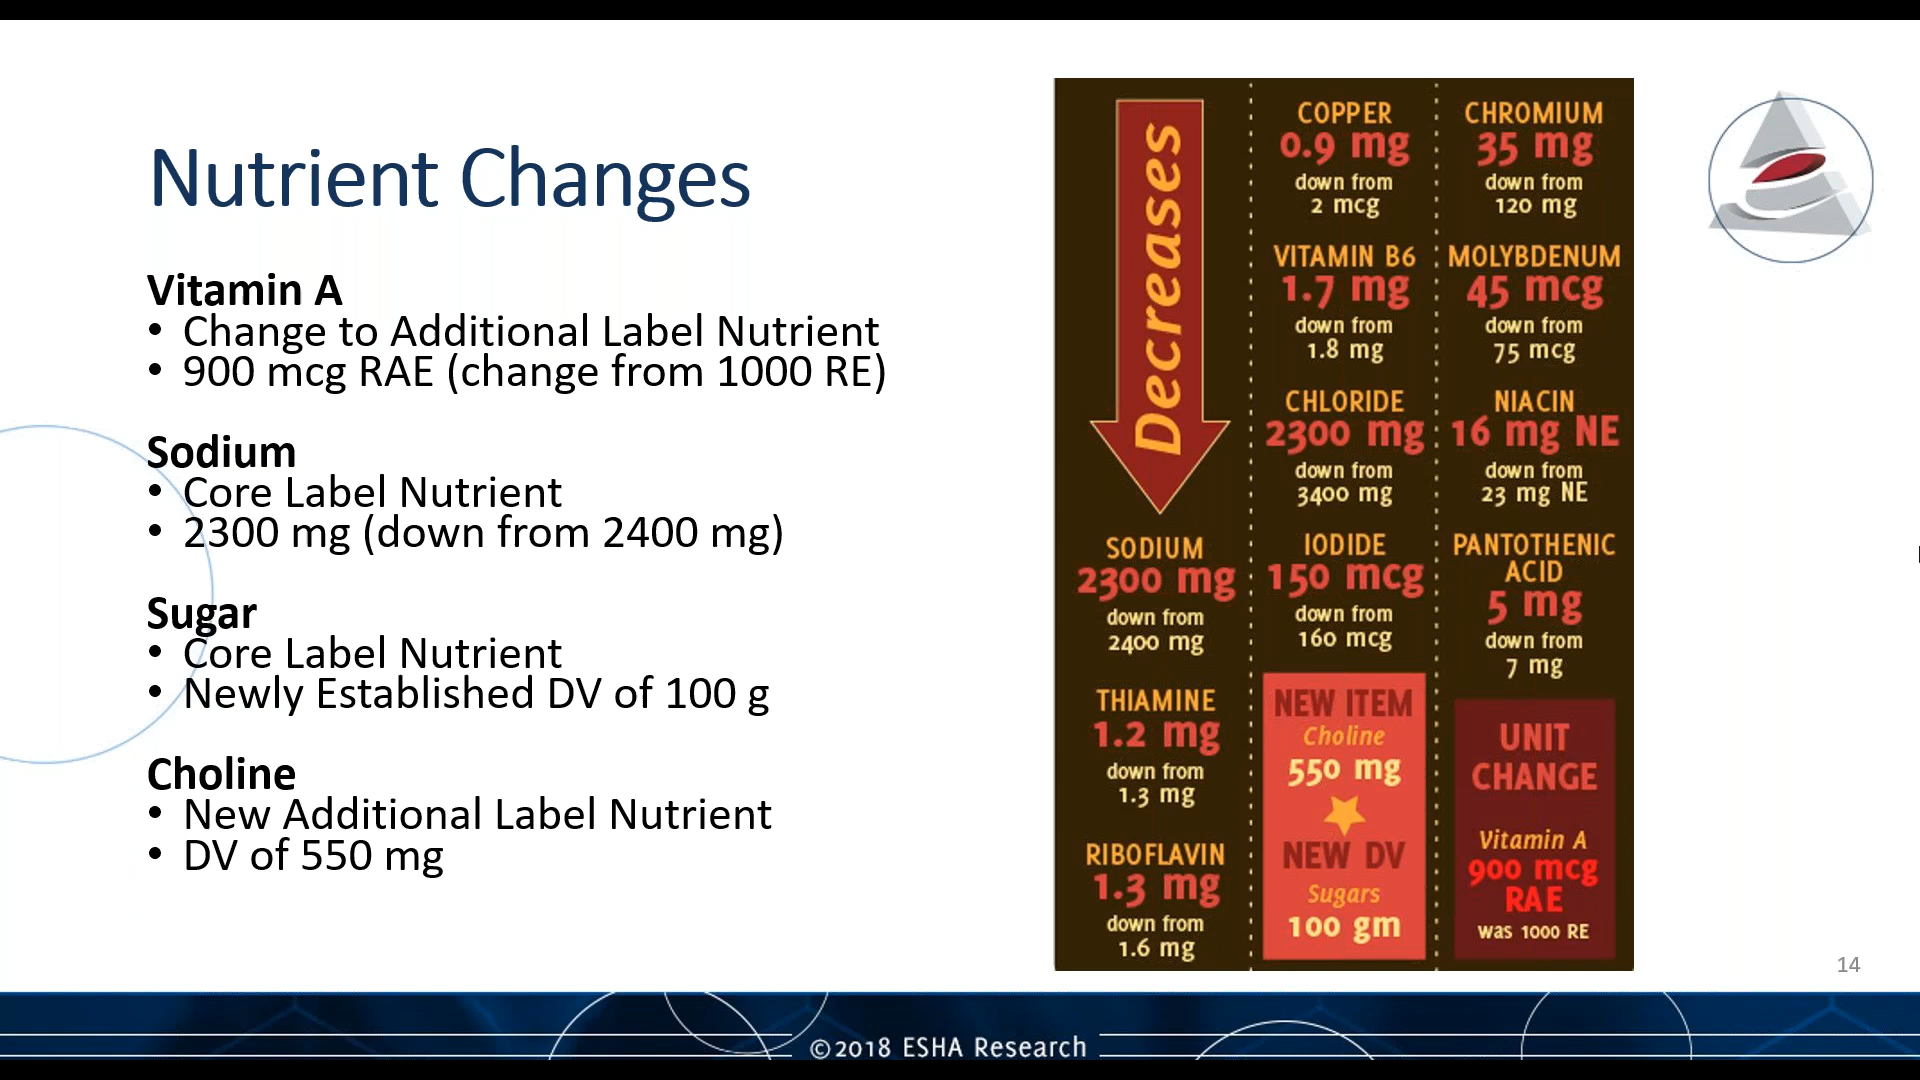 Nutrient Changes
Vitamin A
• Change to Additional Label Nutrient
• 900 mcg RAE (change from 1000 RE)
Sodium
• Core Label Nutrient
• 2300 mg (down from 2400 mg)
Sugar
• Core Label Nutrient
• Newly Established DV of 100 g
Choline
• New Additional Label Nutrient
• DV of 550 mg
Decreases
SODIUM
2300 mg
down from
2400 mg
THIAMINE
1.2 mg
down from
1.3 mg
RIBOFLAVIN
1.3 mg
down from
1.6 mg
COPPER
0.9 mg
down from
2 mcg
VITAMIN B6
1.7 mg
down from
1.8 mg
CHLORIDE
2300 mg
down from
3400 mg
IODIDE
150 mcg
down from
160 mcg
NEW ITEM
Choline
550 mg
NEW DV
Sugars
100 gm
CHROMIUM
35 mg
down from
120 mg
MOLYBDENUM
45 mcg
down from
75 mcg
NIACIN
16 mg NE
down from
23 mg NE
PANTOTHENIC
ACID
5 mg
down from
7 mg
UNIT
CHANGE
Vitamin A
900 mcg
RAE
was 1000 RE
14
©2018 ESHA Research